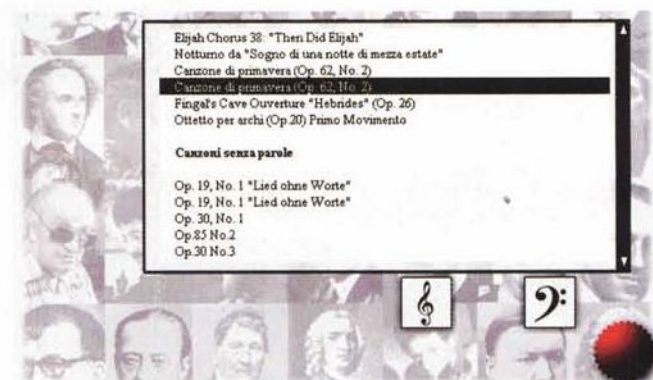 Elijah Chorus 38: "Then Did Elijah"
Notturno da "Sogno di una notte di mezza estate"
Canzone di primavera (Op. 62, No. 2)
Canzone di primavera (Op. 62, No. 2)
Fingal's Cave Ouverture "Hebrides" (Op. 26)
Ottetto per archi (Op.20) Primo Movimento
Canzoni senza parole
Op. 19, No. 1 "Lied ohne Worte"
Op. 19, No. 1 "Lied ohne Worte"
Op. 30, No. 1
Op.85 No.2
Op.30 No.3